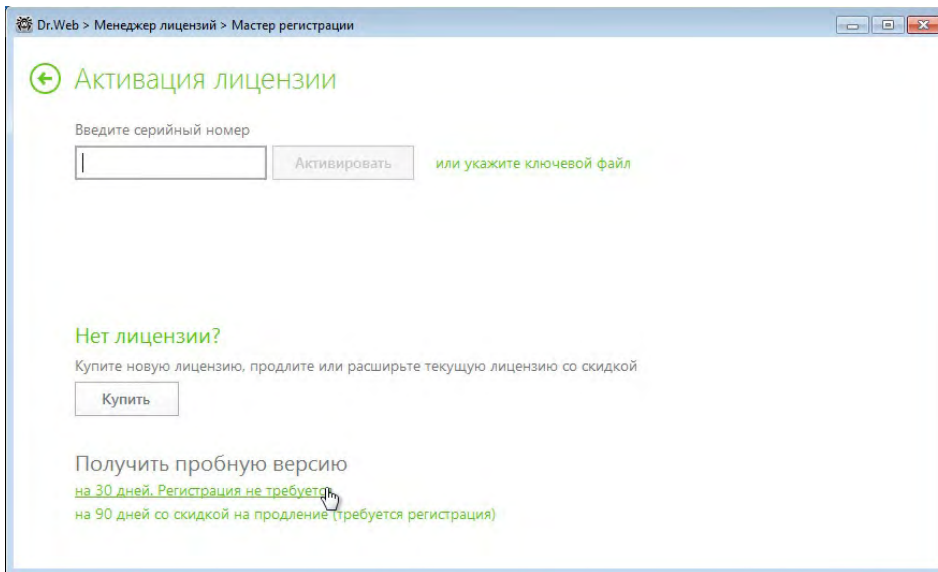 Dr.Web > Менеджер лицензий > Мастер регистрации
Активация лицензии
Введите серийный номер
Активировать или укажите ключевой файл
Нет лицензии?
Купите новую лицензию, продлите или расширьте текущую лицензию со скидкой
Купить
Получить пробную версию
на 30 дней. Регистрация не требуется
на 90 дней со скидкой на продление (требуется регистрация)